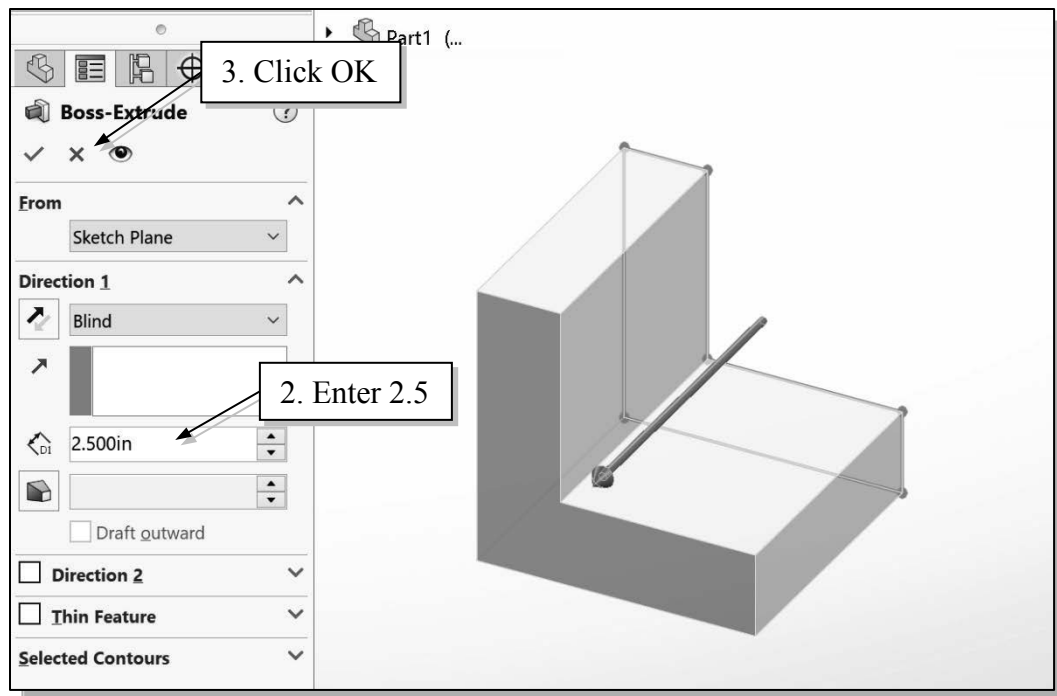 Part1 (...
3. Click OK
Boss-Extrude
?
From
Sketch Plane
Direction 1
Blind
2. Enter 2.5
D1
2.500in
Draft outward
Direction 2
Thin Feature
Selected Contours